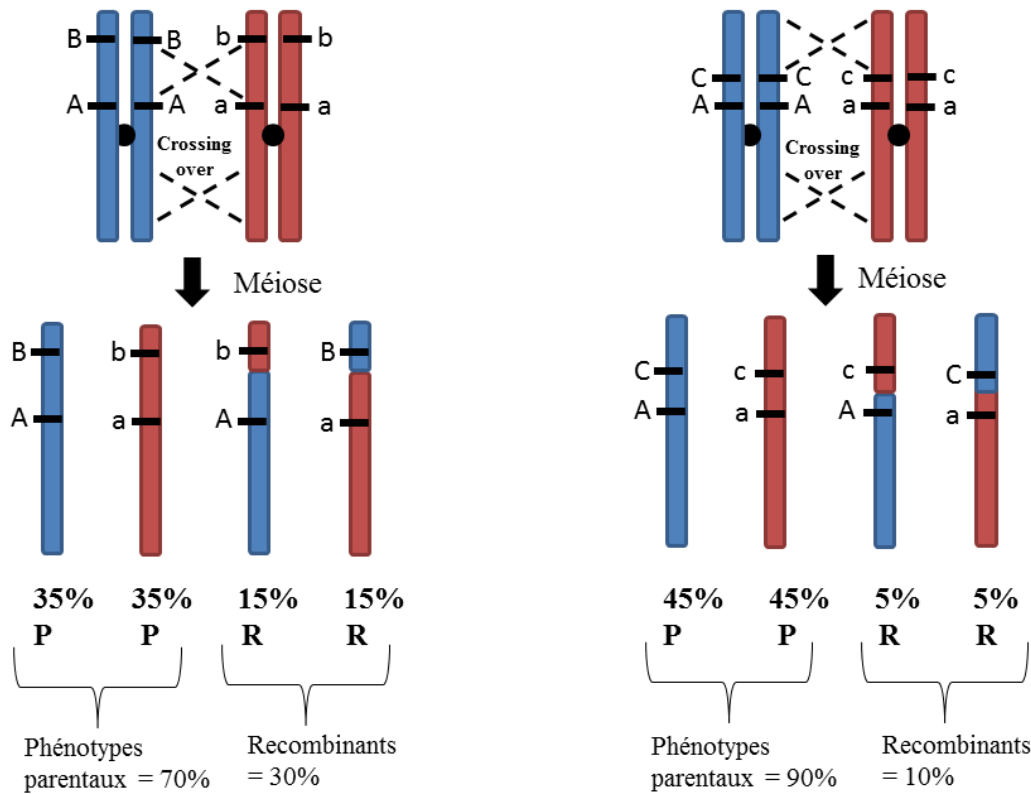 B B b b
A A a a
Crossing
over
Méiose
B b b B
A a A a
35% 35% 15% 15%
P P R R
Phénotypes
parentaux = 70%
Recombinants
= 30%
C C c c
A A a a
Crossing
over
Méiose
C c c C
A a A a
45% 45% 5% 5%
P P R R
Phénotypes
parentaux = 90%
Recombinants
= 10%